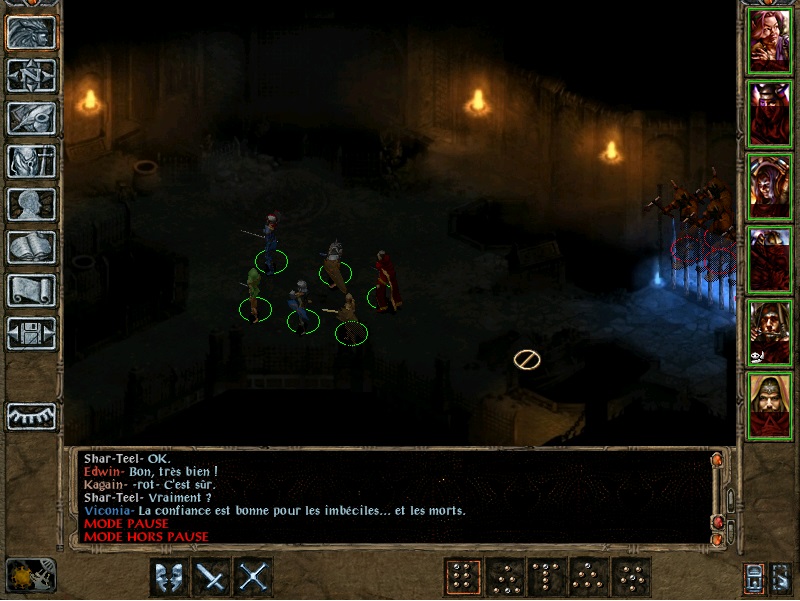 Shar-Teel- OK.
Edwin- Bon, très bien !
Kagain- -rot- C'est sûr.
Shar-Teel- Vraiment ?
Viconia- La confiance est bonne pour les imbéciles... et les morts.
MODE PAUSE
MODE HORS PAUSE